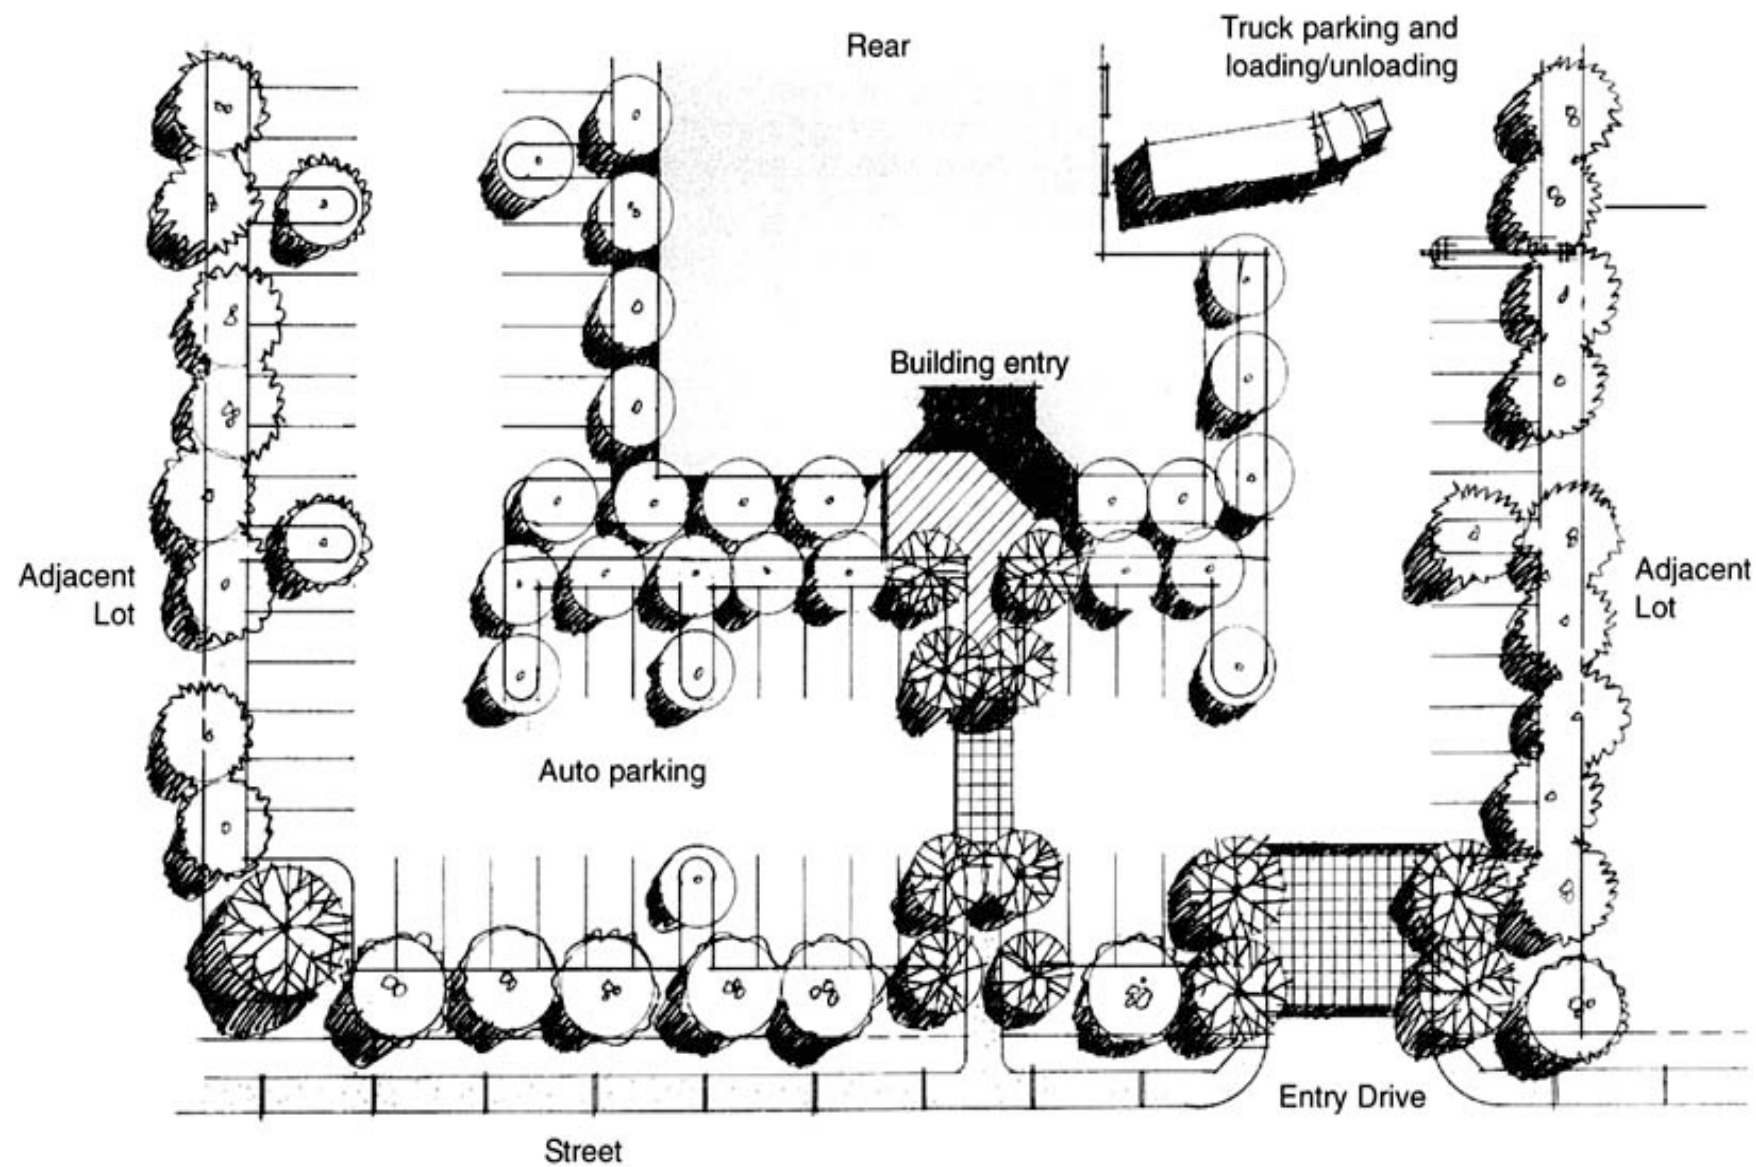 Rear
Truck parking and
loading/unloading
Building entry
Adjacent
Lot
Adjacent
Lot
Auto parking
Entry Drive
Street